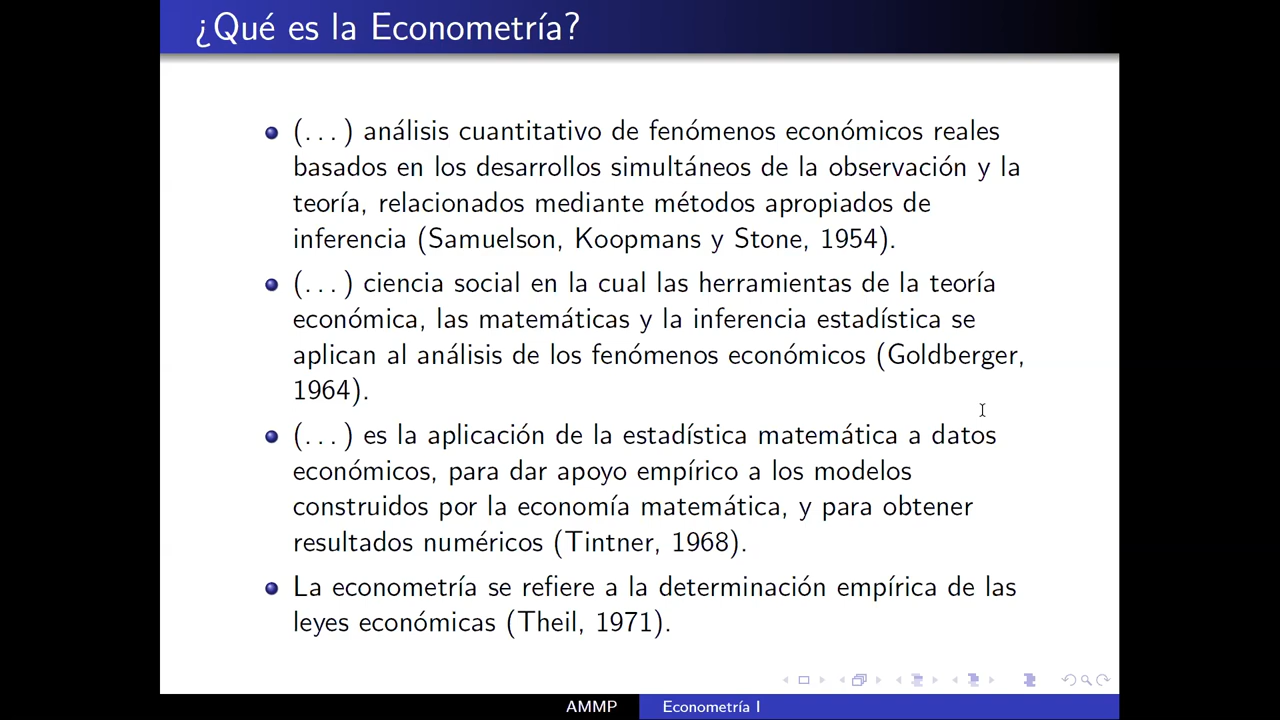 ¿Qué es la Econometría?
(...) análisis cuantitativo de fenómenos económicos reales
basados en los desarrollos simultáneos de la observación y la
teoría, relacionados mediante métodos apropiados de
inferencia (Samuelson, Koopmans y Stone, 1954).
(...) ciencia social en la cual las herramientas de la teoría
económica, las matemáticas y la inferencia estadística se
aplican al análisis de los fenómenos económicos (Goldberger,
1964).
(...) es la aplicación de la estadística matemática a datos
económicos, para dar apoyo empírico a los modelos
construidos por la economía matemática, y para obtener
resultados numéricos (Tintner, 1968).
La econometría se refiere a la determinación empírica de las
leyes económicas (Theil, 1971).
AMMP
Econometría I